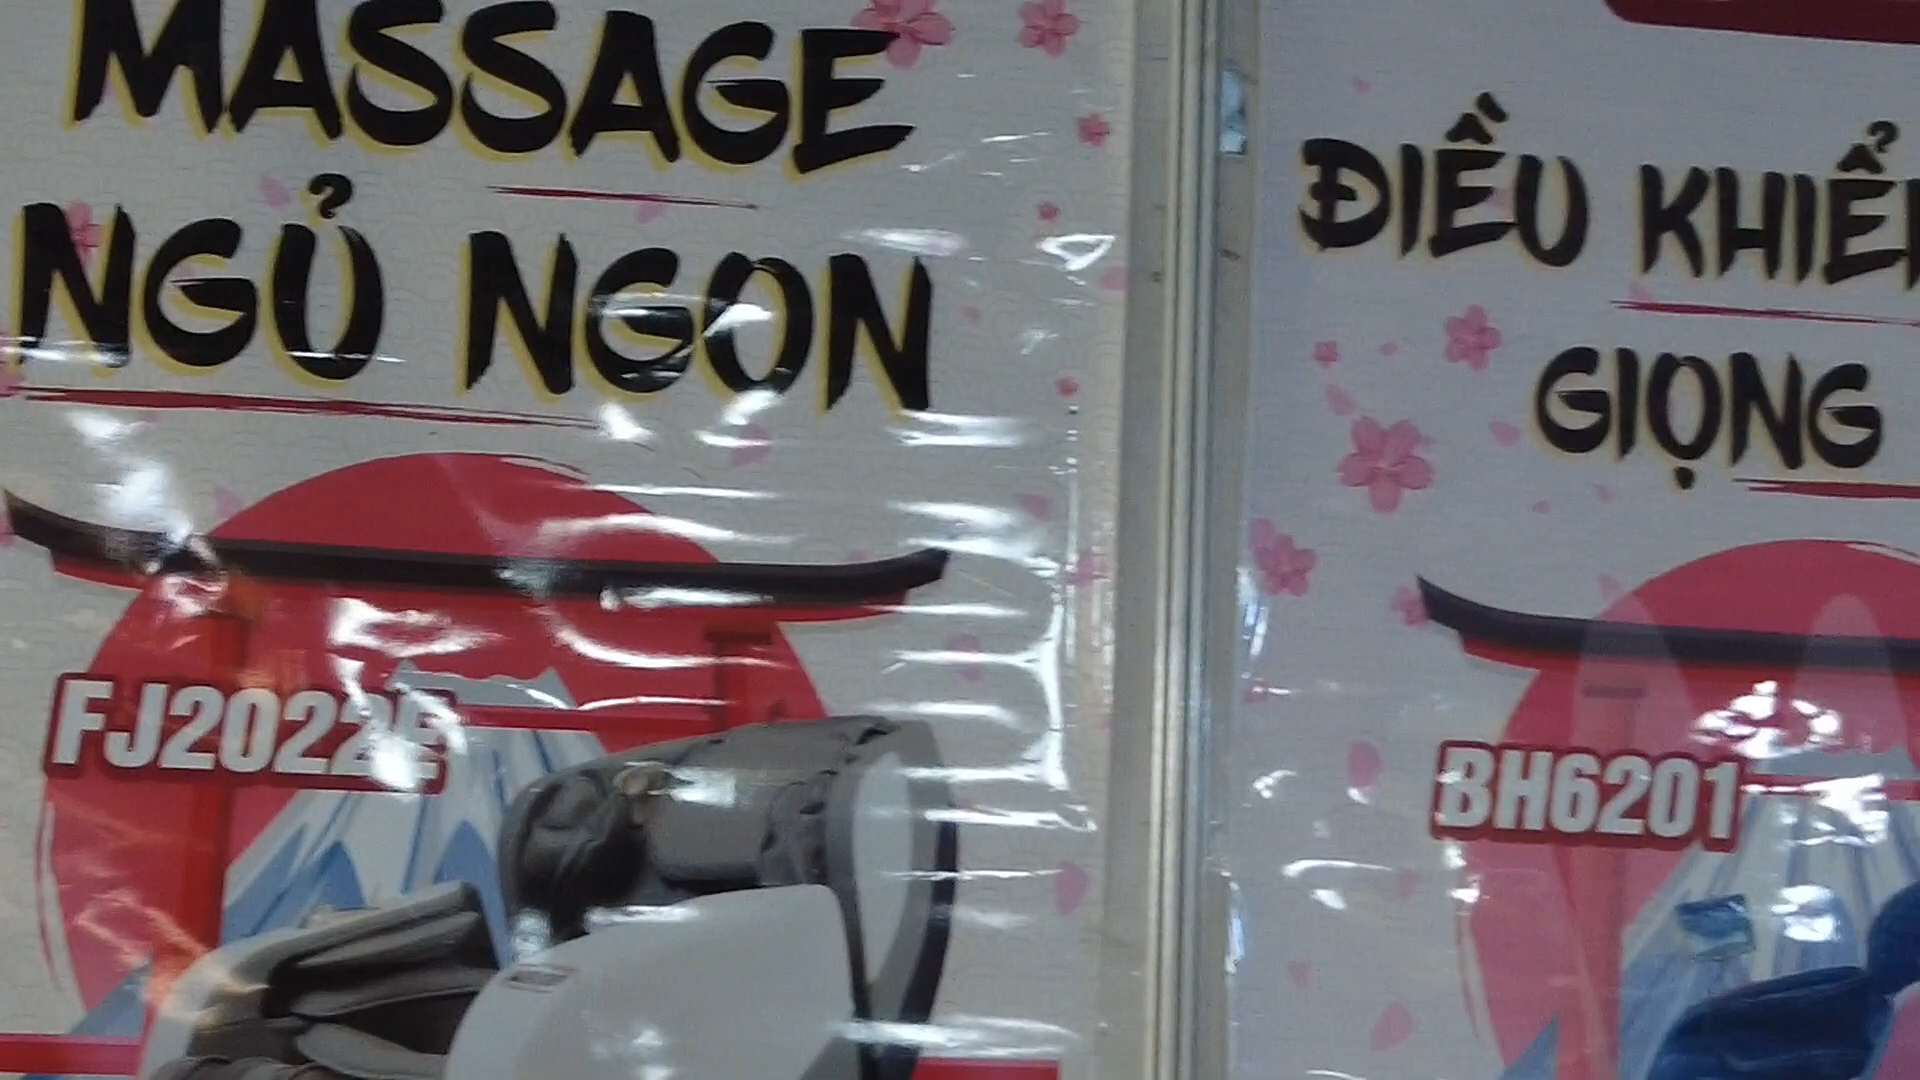 MASSAGE
NGỦ NGON
FJ2022E
ĐIỀU
GIỌNG
BH6201